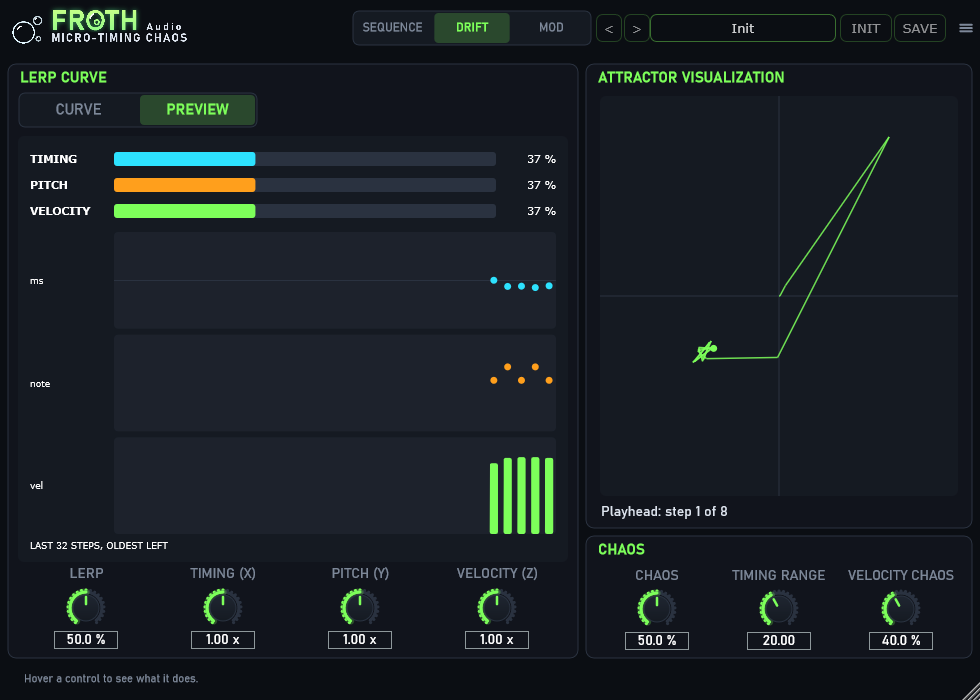 FROTH Audio
MICRO-TIMING CHAOS
SEQUENCE DRIFT MOD
< > Init INIT SAVE
LERP CURVE
CURVE PREVIEW
TIMING 37 %
PITCH 37 %
VELOCITY 37 %
ms
note
vel
LAST 32 STEPS, OLDEST LEFT
LERP TIMING (X) PITCH (Y) VELOCITY (Z)
50.0 % 1.00 x 1.00 x 1.00 x
ATTRACTOR VISUALIZATION
Playhead: step 1 of 8
CHAOS
CHAOS TIMING RANGE VELOCITY CHAOS
50.0 % 20.00 40.0 %
Hover a control to see what it does.